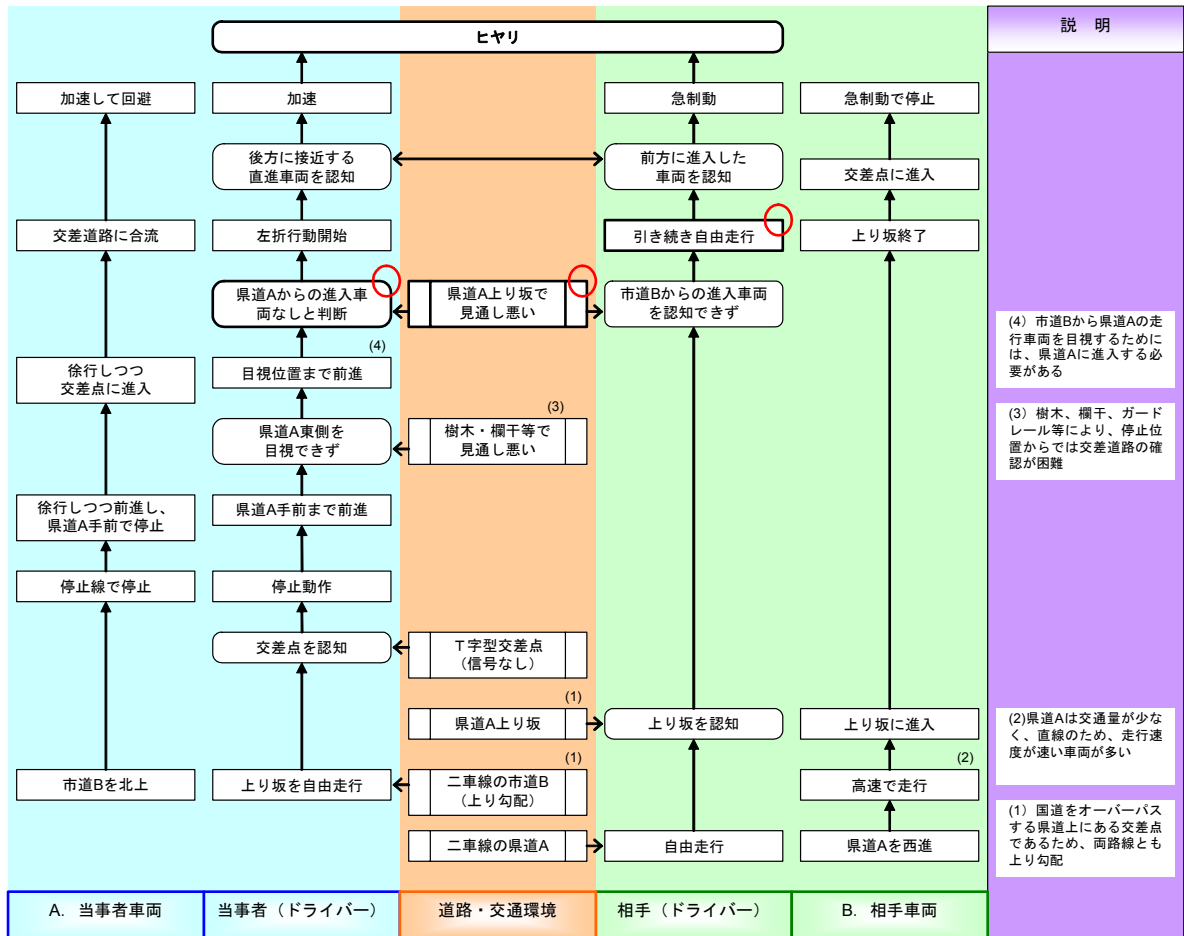 ヒヤリ
説 明
加速して回避
加速
急制動
急制動で停止
後方に接近する
直進車両を認知
前方に進入した
車両を認知
交差点に進入
交差道路に合流
左折行動開始
引き続き自由走行
上り坂終了
県道Aからの進入車
両なしと判断
県道A上り坂で
見通し悪い
市道Bからの進入車両
を認知できず
(4)
(4)市道Bから県道Aの走
行車両を目視するためには
、県道Aに進入する必
要がある
徐行しつつ
交差点に進入
目視位置まで前進
(3)
県道A東側を
目視できず
樹木・欄干等で
見通し悪い
(3)樹木、欄干、ガード
レール等により、停止位
置からでは交差道路の確
認が困難
徐行しつつ前進し、
県道A手前で停止
県道A手前まで前進
停止線で停止
停止動作
交差点を認知
T字型交差点
(信号なし)
(1)
県道A上り坂
上り坂を認知
上り坂に進入
(2)県道Aは交通量が少な
く、直線のため、走行速
度が速い車両が多い
(1)
(2)
市道Bを北上
上り坂を自由走行
二車線の市道B
(上り勾配)
高速で走行
(1)国道をオーバーパス
する県道上にある交差点
であるため、両路線とも
上り勾配
二車線の県道A
自由走行
県道Aを西進
A. 当事者車両
当事者(ドライバー)
道路・交通環境
相手(ドライバー)
B. 相手車両